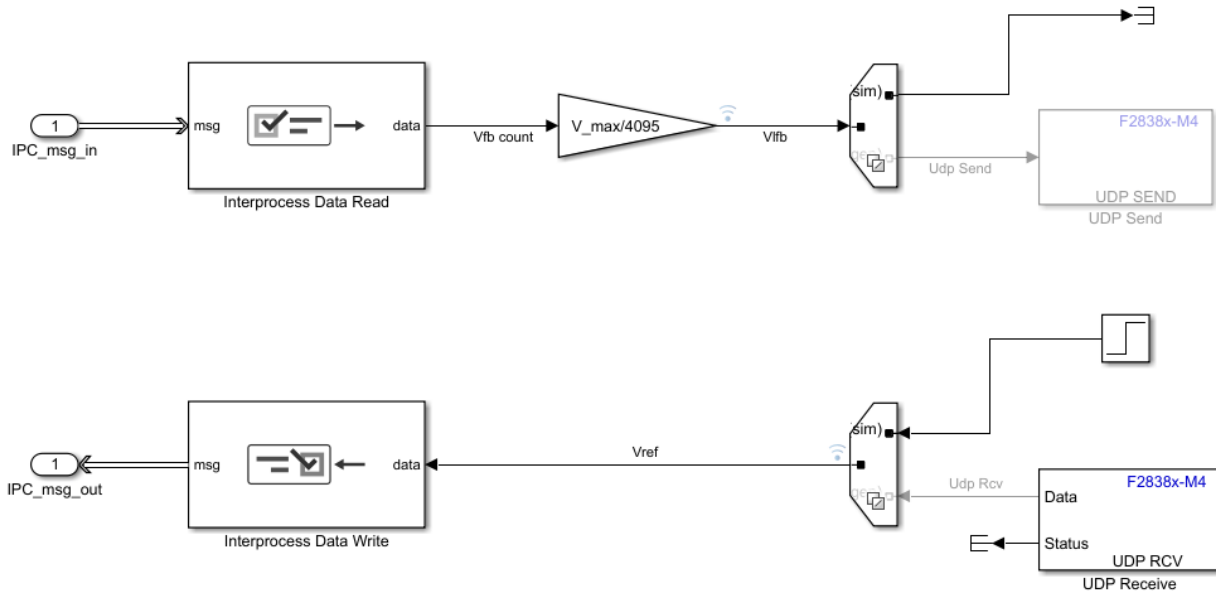 F2838x-M4
1
msg
data
V_max/4095
sim)
IPC_msg_in
Vfb count
Vlfb
Udp Send
UDP SEND
Interprocess Data Read
UDP Send
1
msg
data
Vref
sim)
IPC_msg_out
Udp Rcv
F2838x-M4
Data
Status
Interprocess Data Write
UDP RCV
UDP Receive